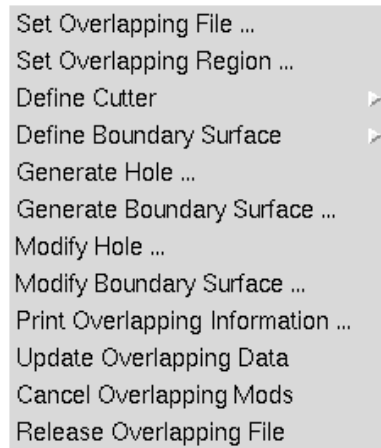 Set Overlapping File ...
Set Overlapping Region ...
Define Cutter
Define Boundary Surface
Generate Hole ...
Generate Boundary Surface ...
Modify Hole ...
Modify Boundary Surface ...
Print Overlapping Information ...
Update Overlapping Data
Cancel Overlapping Mods
Release Overlapping File